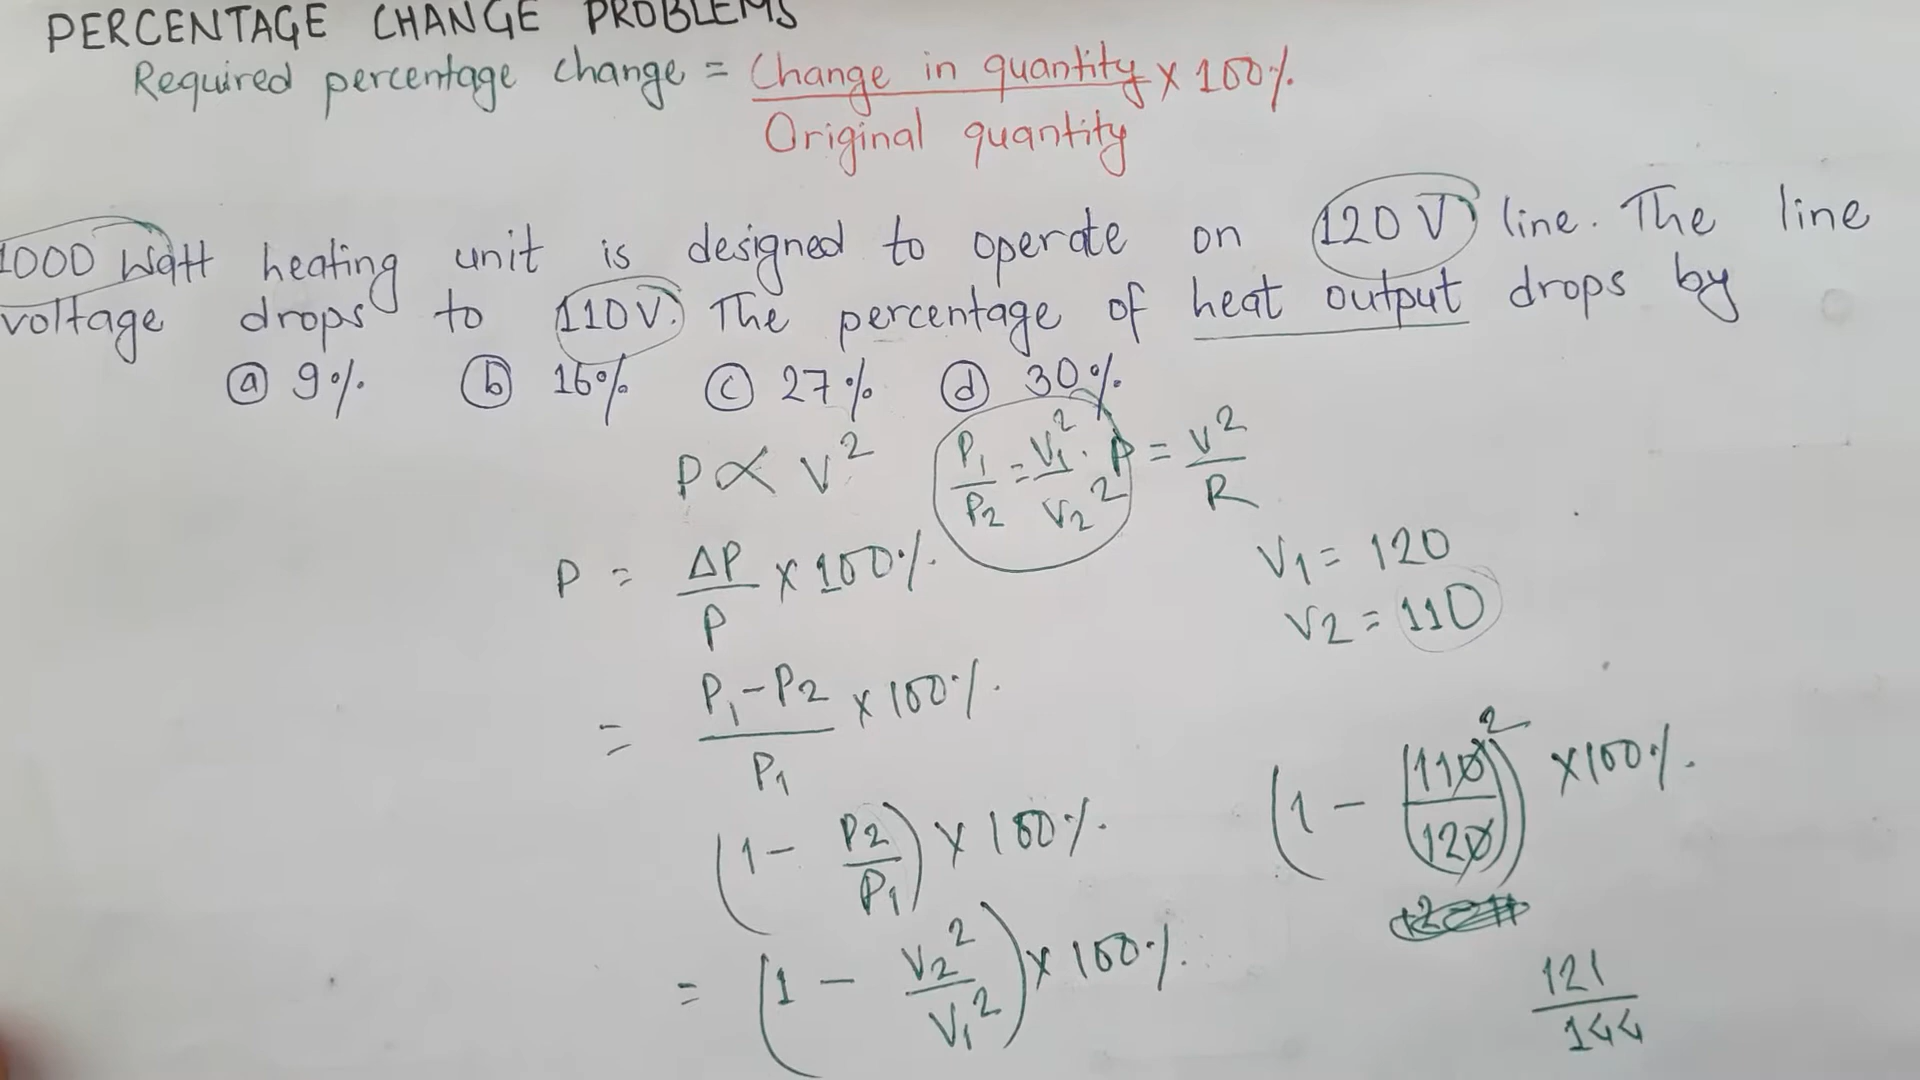 PERCENTAGE CHANGE PROBLEMS
Required percentage change = Change in quantity × 100%
Original quantity
1000 Watt heating unit is designed to operate on 120 V line. The line
voltage drops to 110V. The percentage of heat output drops by
ⓐ 9% ⓑ 16% ⓒ 27% ⓓ 30%
P ∝ V² P₁/P₂ = V₁²/V₂² P = V²/R
P = ΔP/P × 100%
V₁ = 120
V₂ = 110
= P₁-P₂/P₁ × 100%
(1 - P₂/P₁) × 100%
(1 - (110/120)²) × 100%
= (1 - V₂²/V₁²) × 100%
121/144